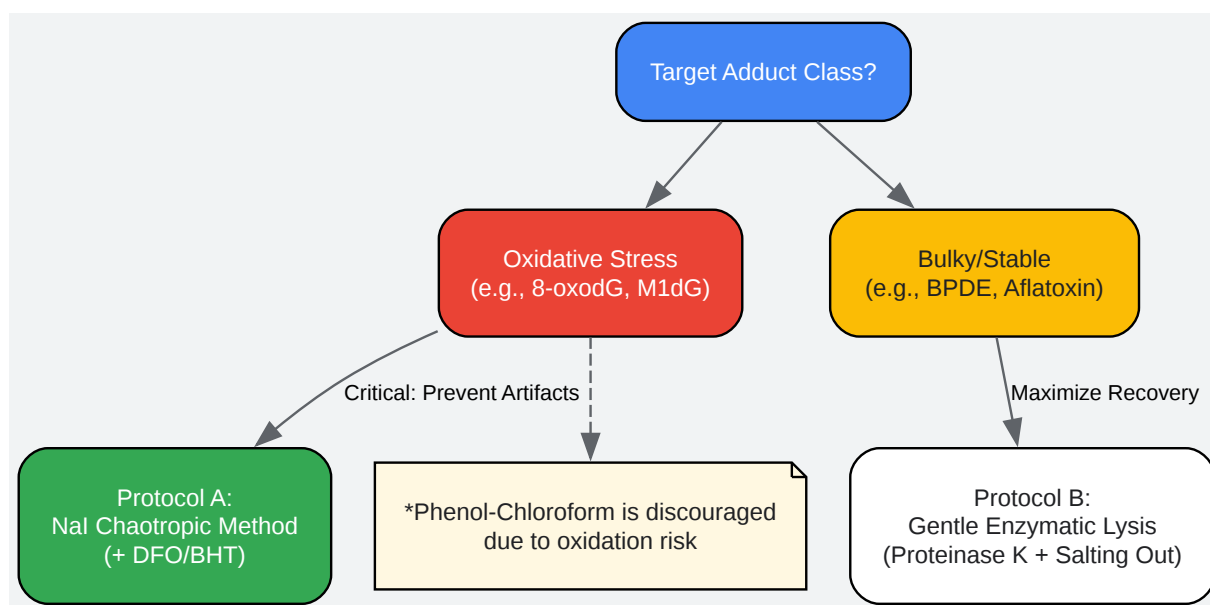 Target Adduct Class?
Oxidative Stress
(e.g., 8-oxodG, M1dG)
Bulky/Stable
(e.g., BPDE, Aflatoxin)
Critical: Prevent Artifacts
Maximize Recovery
Protocol A:
NaI Chaotropic Method
(+ DFO/BHT)
*Phenol-Chloroform is discouraged
due to oxidation risk
Protocol B:
Gentle Enzymatic Lysis
(Proteinase K + Salting Out)